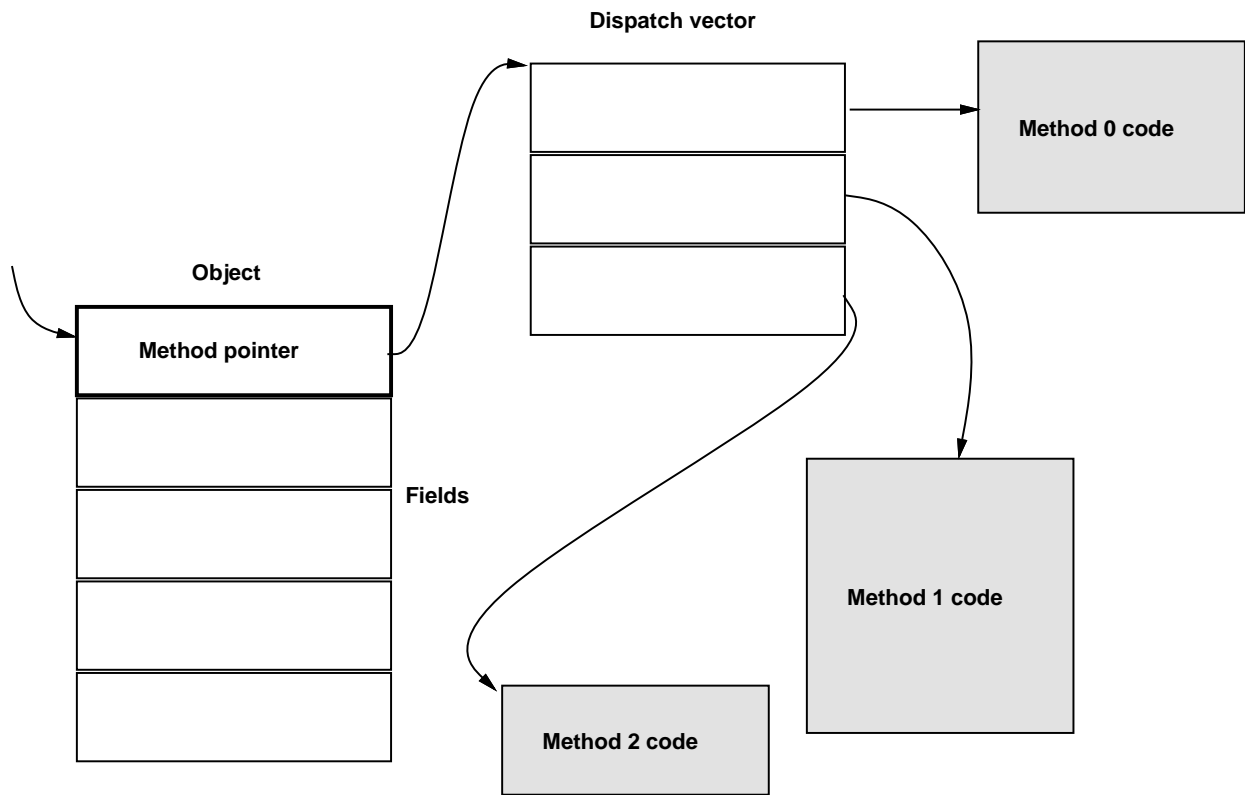 Dispatch vector
Method 0 code
Object
Method pointer
Fields
Method 1 code
Method 2 code